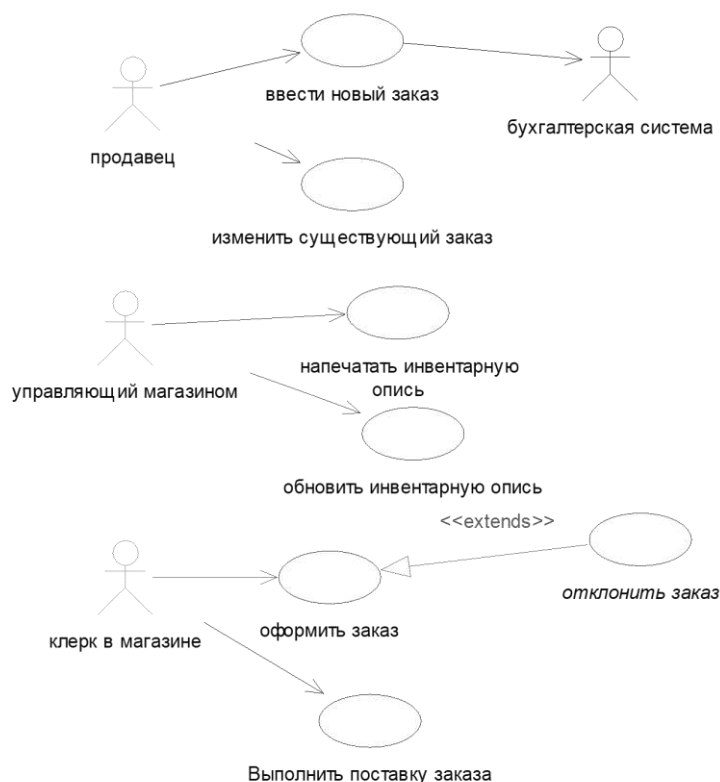 ввести новый заказ
бухгалтерская система
продавец
изменить существующий заказ
напечатать инвентарную
опись
управляющий магазином
обновить инвентарную опись
<<extends>>
отклонить заказ
оформить заказ
клерк в магазине
Выполнить поставку заказа